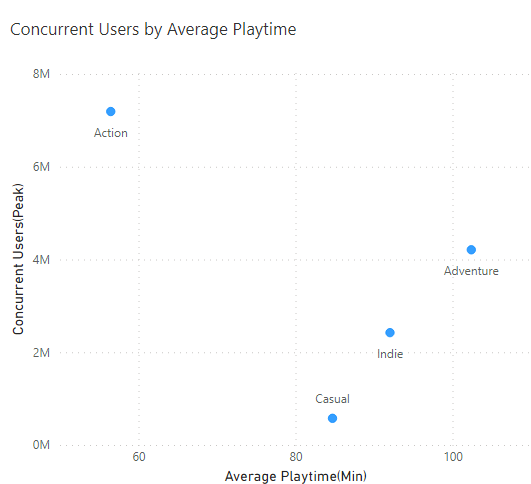 Concurrent Users by Average Playtime
8M
Action
6M
Concurrent Users(Peak)
4M
Adventure
2M
Indie
Casual
0M
60 80 100
Average Playtime(Min)